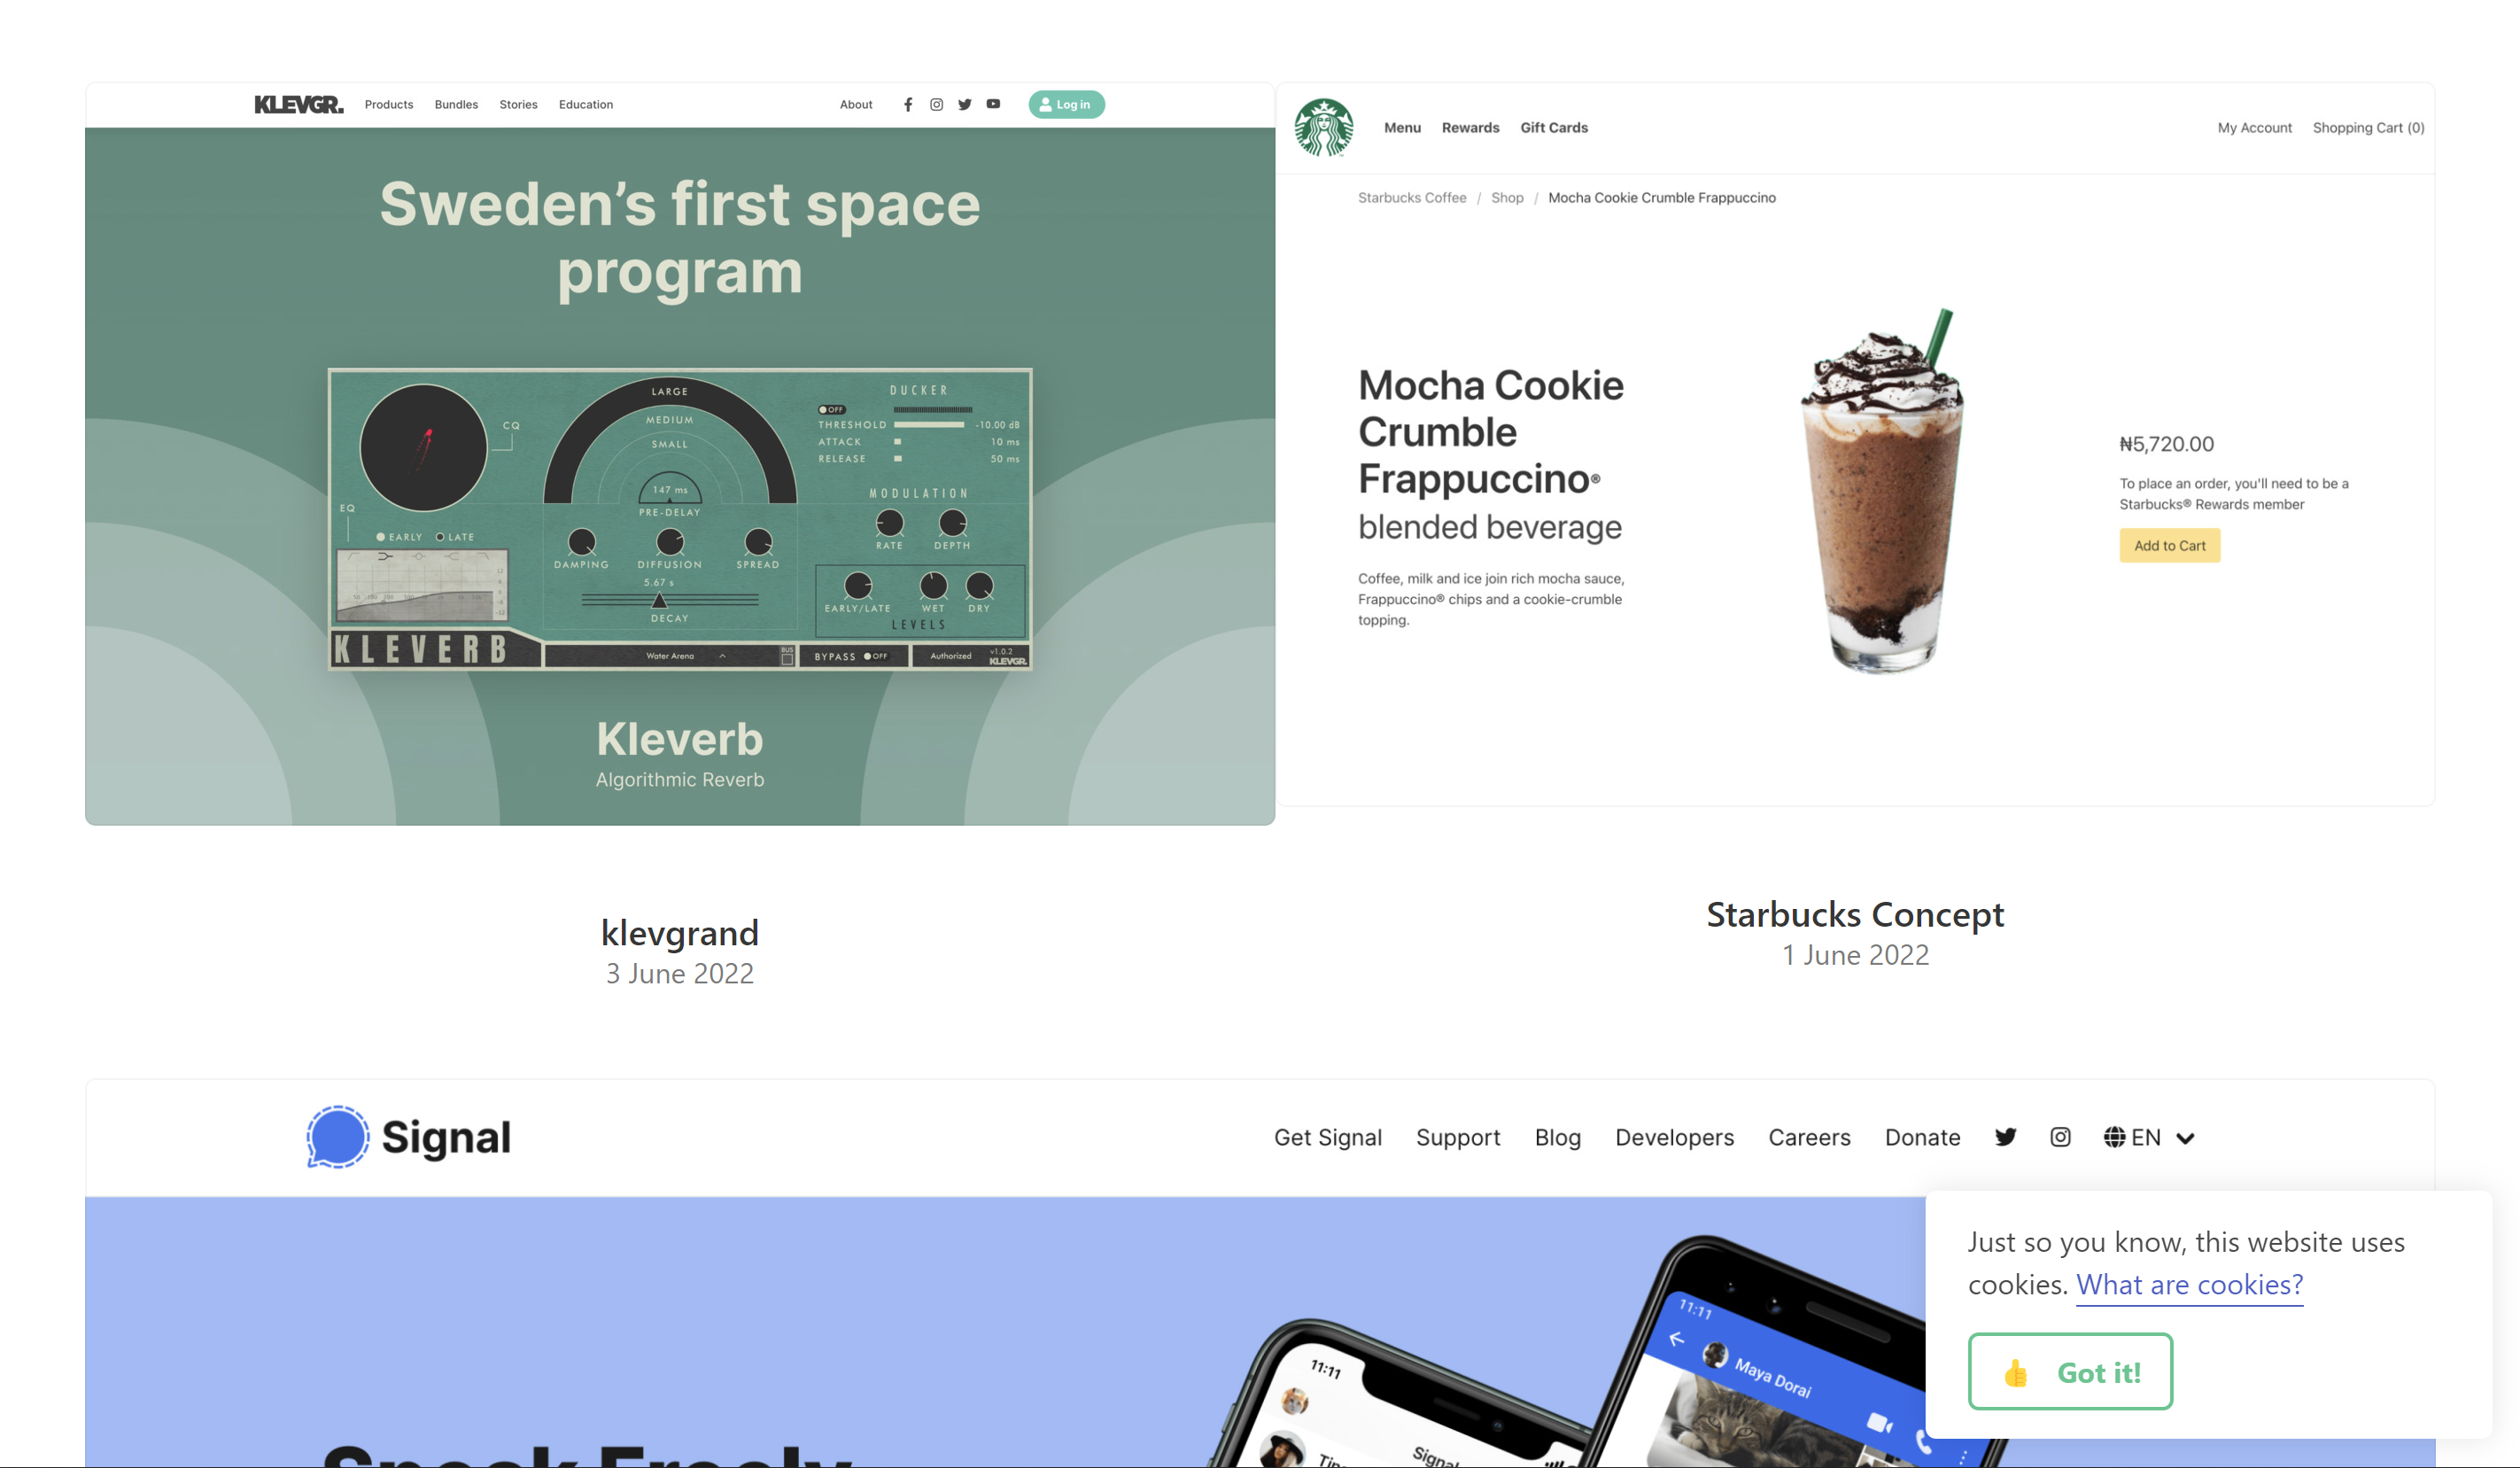 KLEVGR.
Products Bundles Stories Education
About
Log in
Sweden's first space
program
CQ
EQ
EARLY LATE
LARGE
MEDIUM
SMALL
147 ms
PRE-DELAY
DAMPING DIFFUSION SPREAD
5.67 s
DECAY
DUCKER
OFF
THRESHOLD -10.00 dB
ATTACK 10 ms
RELEASE 50 ms
MODULATION
RATE DEPTH
EARLY/LATE WET DRY
LEVELS
KLEVERB
Water Arena
BUS
BYPASS OFF
Authorized
v1.0.2
KLEVGR.
Kleverb
Algorithmic Reverb
klevgrand
3 June 2022
Menu Rewards Gift Cards
My Account Shopping Cart (0)
Starbucks Coffee / Shop / Mocha Cookie Crumble Frappuccino
Mocha Cookie
Crumble
Frappuccino®
blended beverage
Coffee, milk and ice join rich mocha sauce,
Frappuccino® chips and a cookie-crumble
topping.
₦5,720.00
To place an order, you'll need to be a
Starbucks® Rewards member
Add to Cart
Starbucks Concept
1 June 2022
Signal
Get Signal Support Blog Developers Careers Donate EN
Speak Freely
11:11
Signal
11:11
Maya Dorai
Just so you know, this website uses
cookies. What are cookies?
👍 Got it!